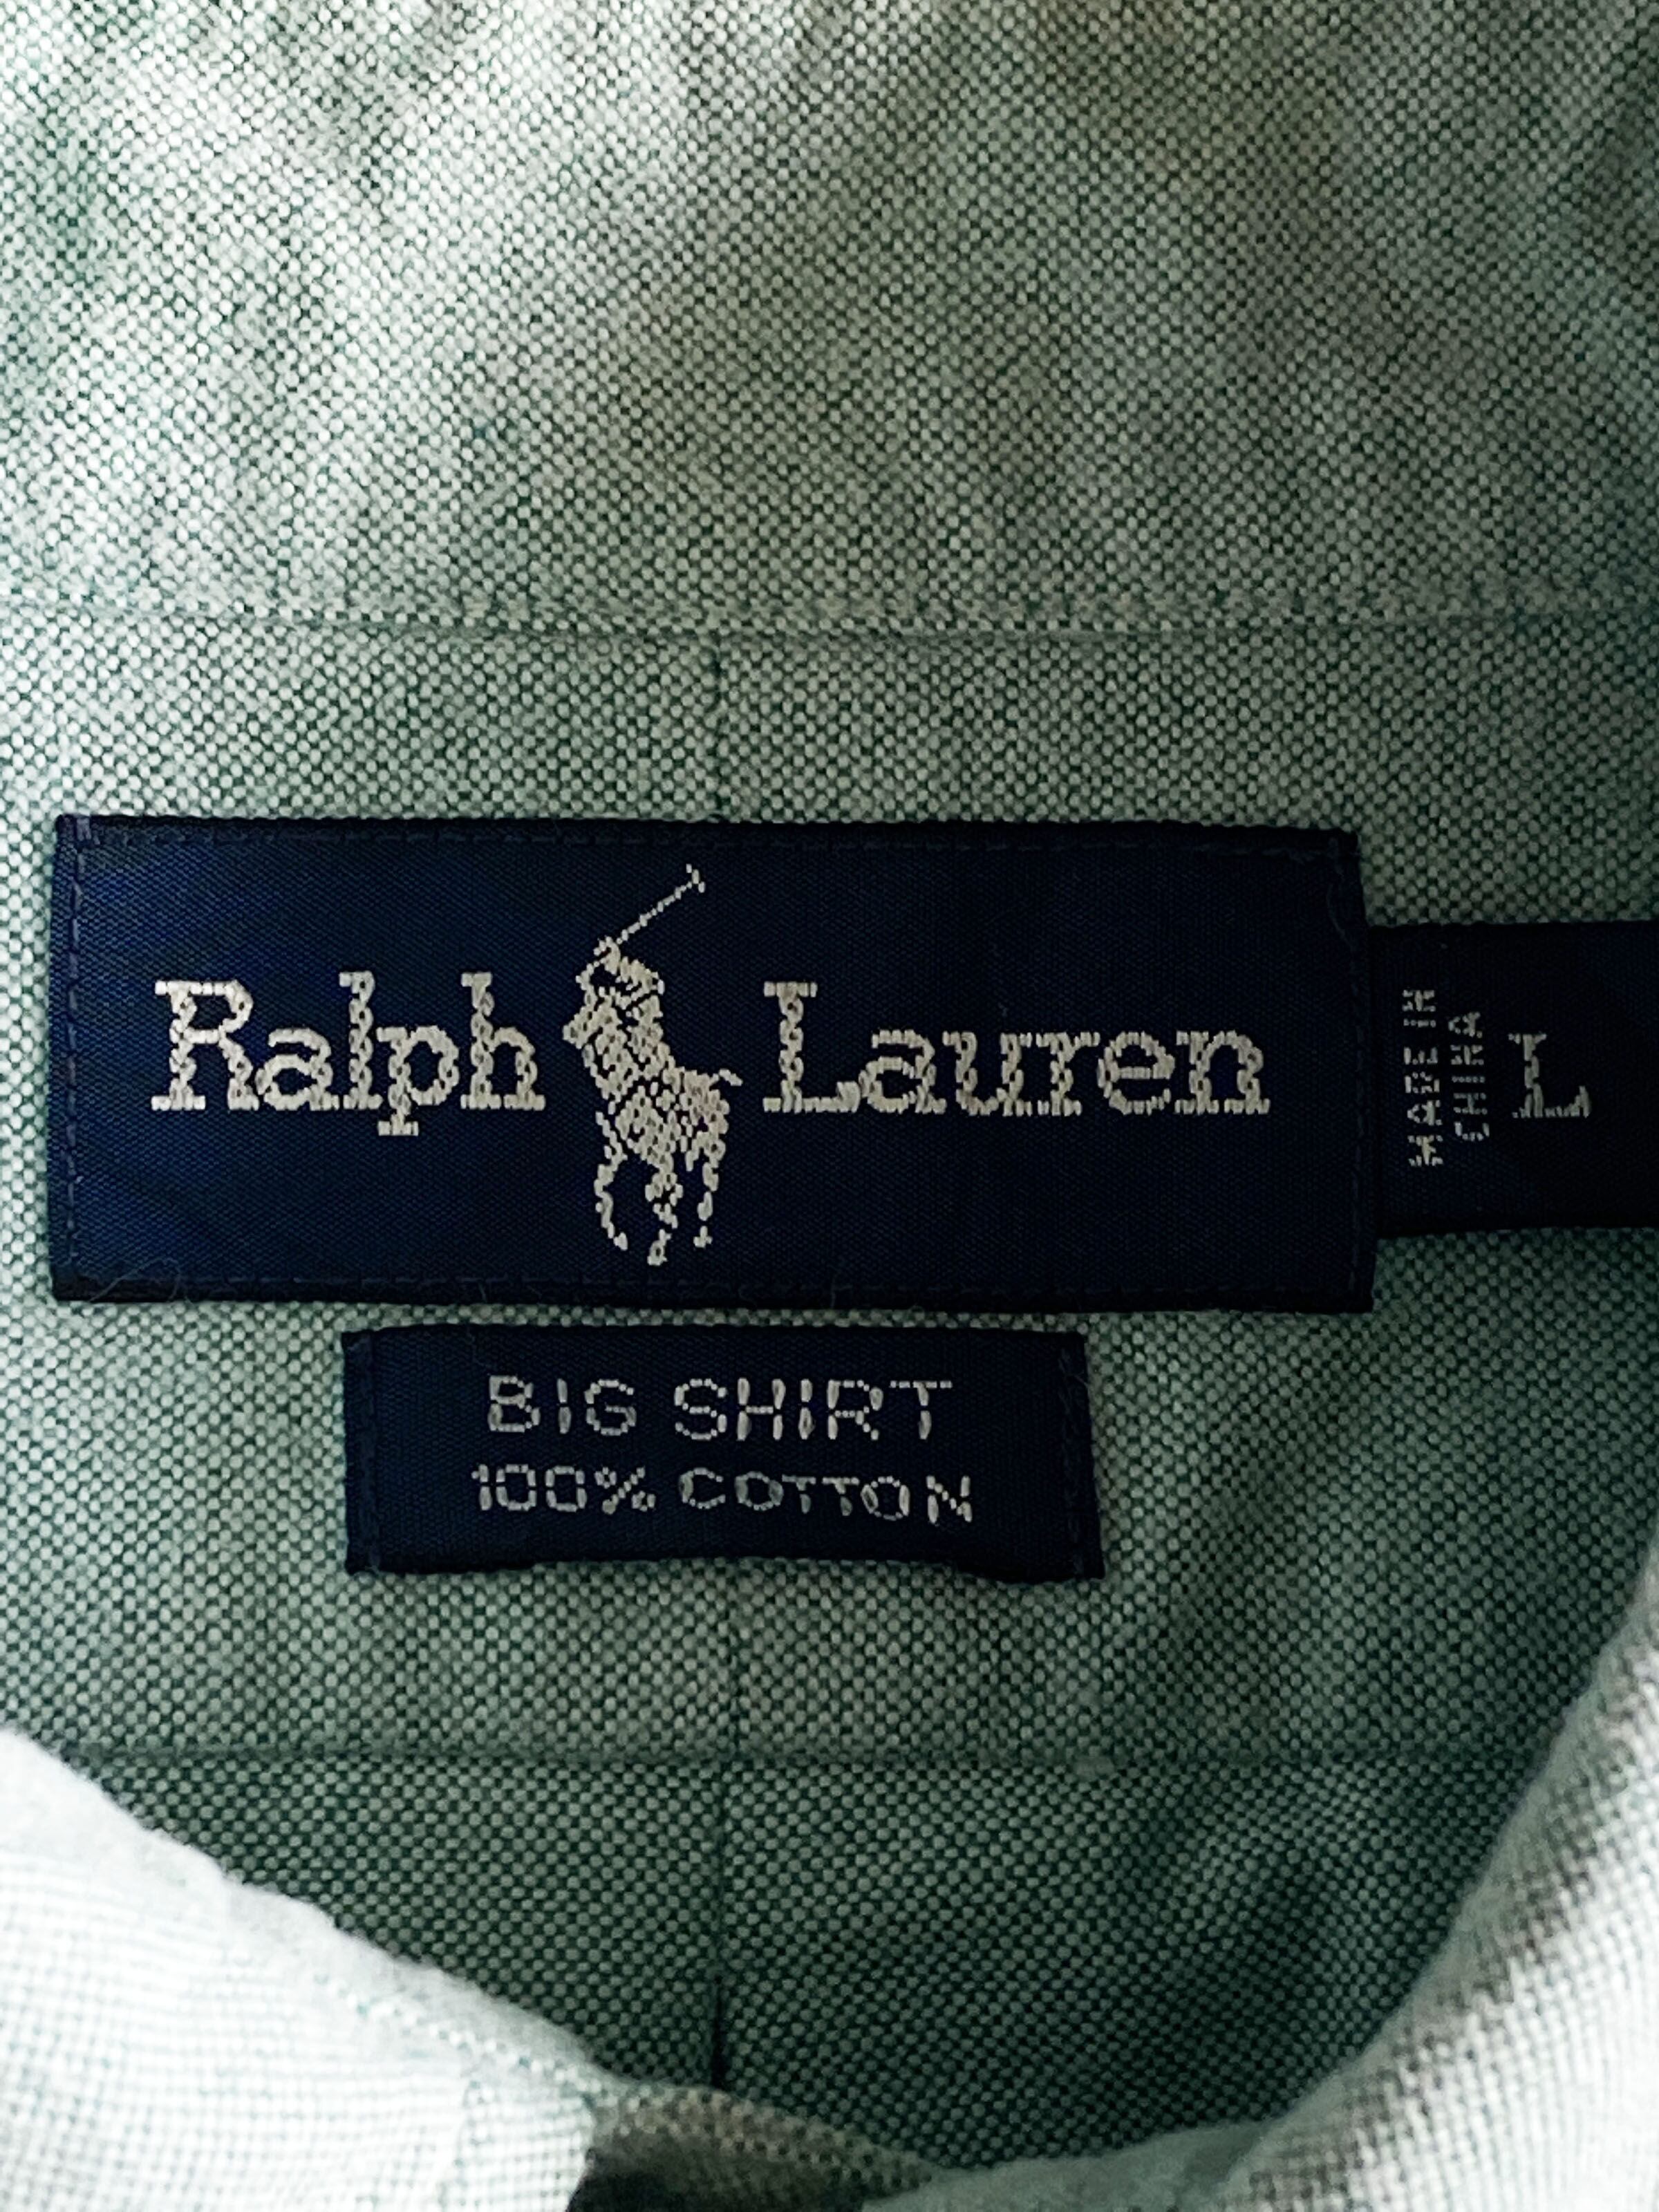 Ralph Lauren
MADE IN
CHINA
L
BIG SHIRT
100% COTTON